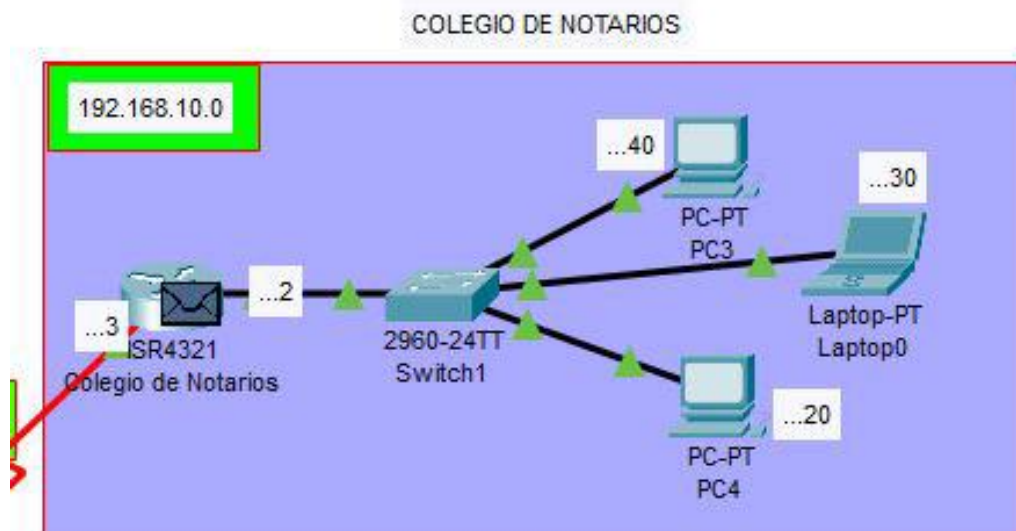 COLEGIO DE NOTARIOS
192.168.10.0
...40
...30
PC-PT
PC3
...2
...3
Laptop-PT
Laptop0
ISR4321
Colegio de Notarios
2960-24TT
Switch1
...20
PC-PT
PC4